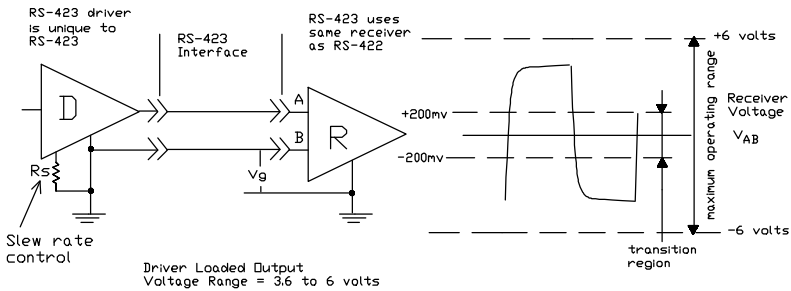 RS-423 driver
is unique to
RS-423
RS-423
Interface
RS-423 uses
same receiver
as RS-422
D
A
B
R
Rs
Vg
Slew rate
control
Driver Loaded Output
Voltage Range = 3.6 to 6 volts
+6 volts
+200mv
-200mv
-6 volts
maximum operating range
Receiver
Voltage
VAB
transition
region